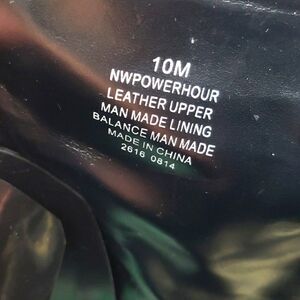 10M
NWPOWERHOUR
LEATHER UPPER
MAN MADE LINING
BALANCE MAN MADE
MADE IN CHINA
2616 0814